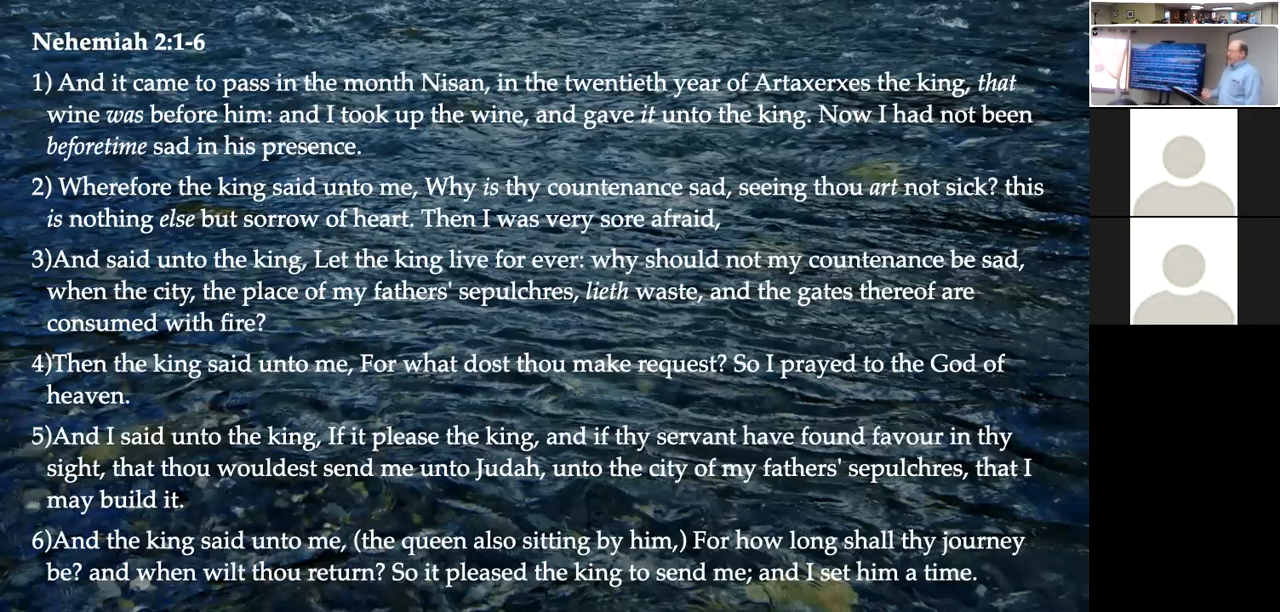 Nehemiah 2:1-6
1) And it came to pass in the month Nisan, in the twentieth year of Artaxerxes the king, that
wine was before him: and I took up the wine, and gave it unto the king. Now I had not been
beforetime sad in his presence.
2) Wherefore the king said unto me, Why is thy countenance sad, seeing thou art not sick? this
is nothing else but sorrow of heart. Then I was very sore afraid,
3)And said unto the king, Let the king live for ever: why should not my countenance be sad,
when the city, the place of my fathers' sepulchres, lieth waste, and the gates thereof are
consumed with fire?
4)Then the king said unto me, For what dost thou make request? So I prayed to the God of
heaven.
5)And I said unto the king, If it please the king, and if thy servant have found favour in thy
sight, that thou wouldest send me unto Judah, unto the city of my fathers' sepulchres, that I
may build it.
6)And the king said unto me, (the queen also sitting by him,) For how long shall thy journey
be? and when wilt thou return? So it pleased the king to send me; and I set him a time.